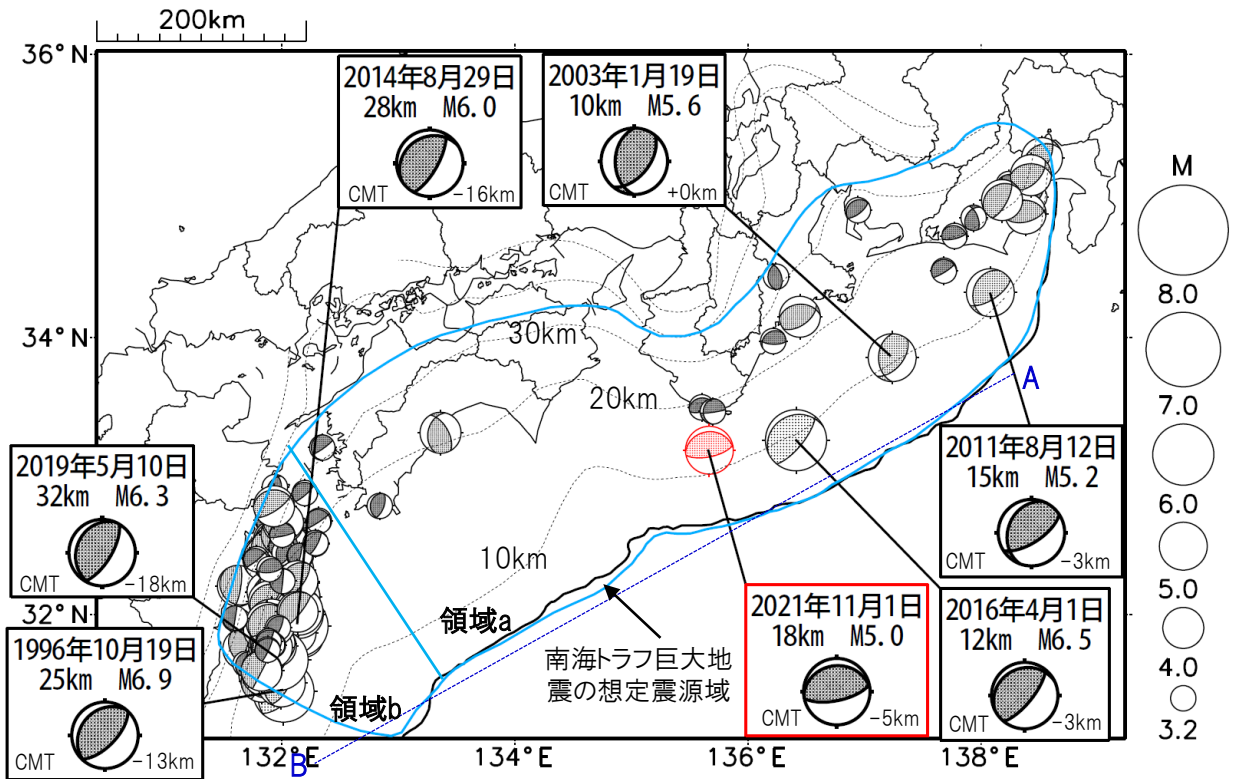 200km
36°N
34°N
32°N
132°E
134°E
136°E
138°E
2014年8月29日
28km M6.0
CMT
-16km
2003年1月19日
10km M5.6
CMT
+0km
30km
20km
10km
A
B
2019年5月10日
32km M6.3
CMT
-18km
1996年10月19日
25km M6.9
CMT
-13km
領域a
領域b
南海トラフ巨大地
震の想定震源域
2011年8月12日
15km M5.2
CMT
-3km
2021年11月1日
18km M5.0
CMT
-5km
2016年4月1日
12km M6.5
CMT
-3km
M
8.0
7.0
6.0
5.0
4.0
3.2